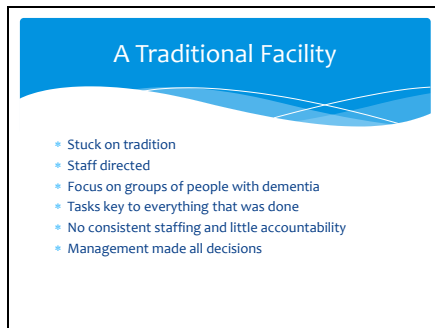 A Traditional Facility
* Stuck on tradition
* Staff directed
* Focus on groups of people with dementia
* Tasks key to everything that was done
* No consistent staffing and little accountability
* Management made all decisions